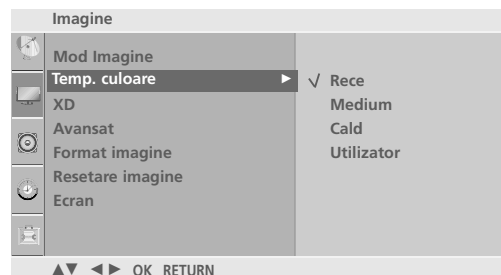 Imagine
Mod Imagine
Temp. culoare ► √ Rece
XD Medium
Avansat Cald
Format imagine Utilizator
Resetare imagine
Ecran
▲▼ ◄► OK RETURN